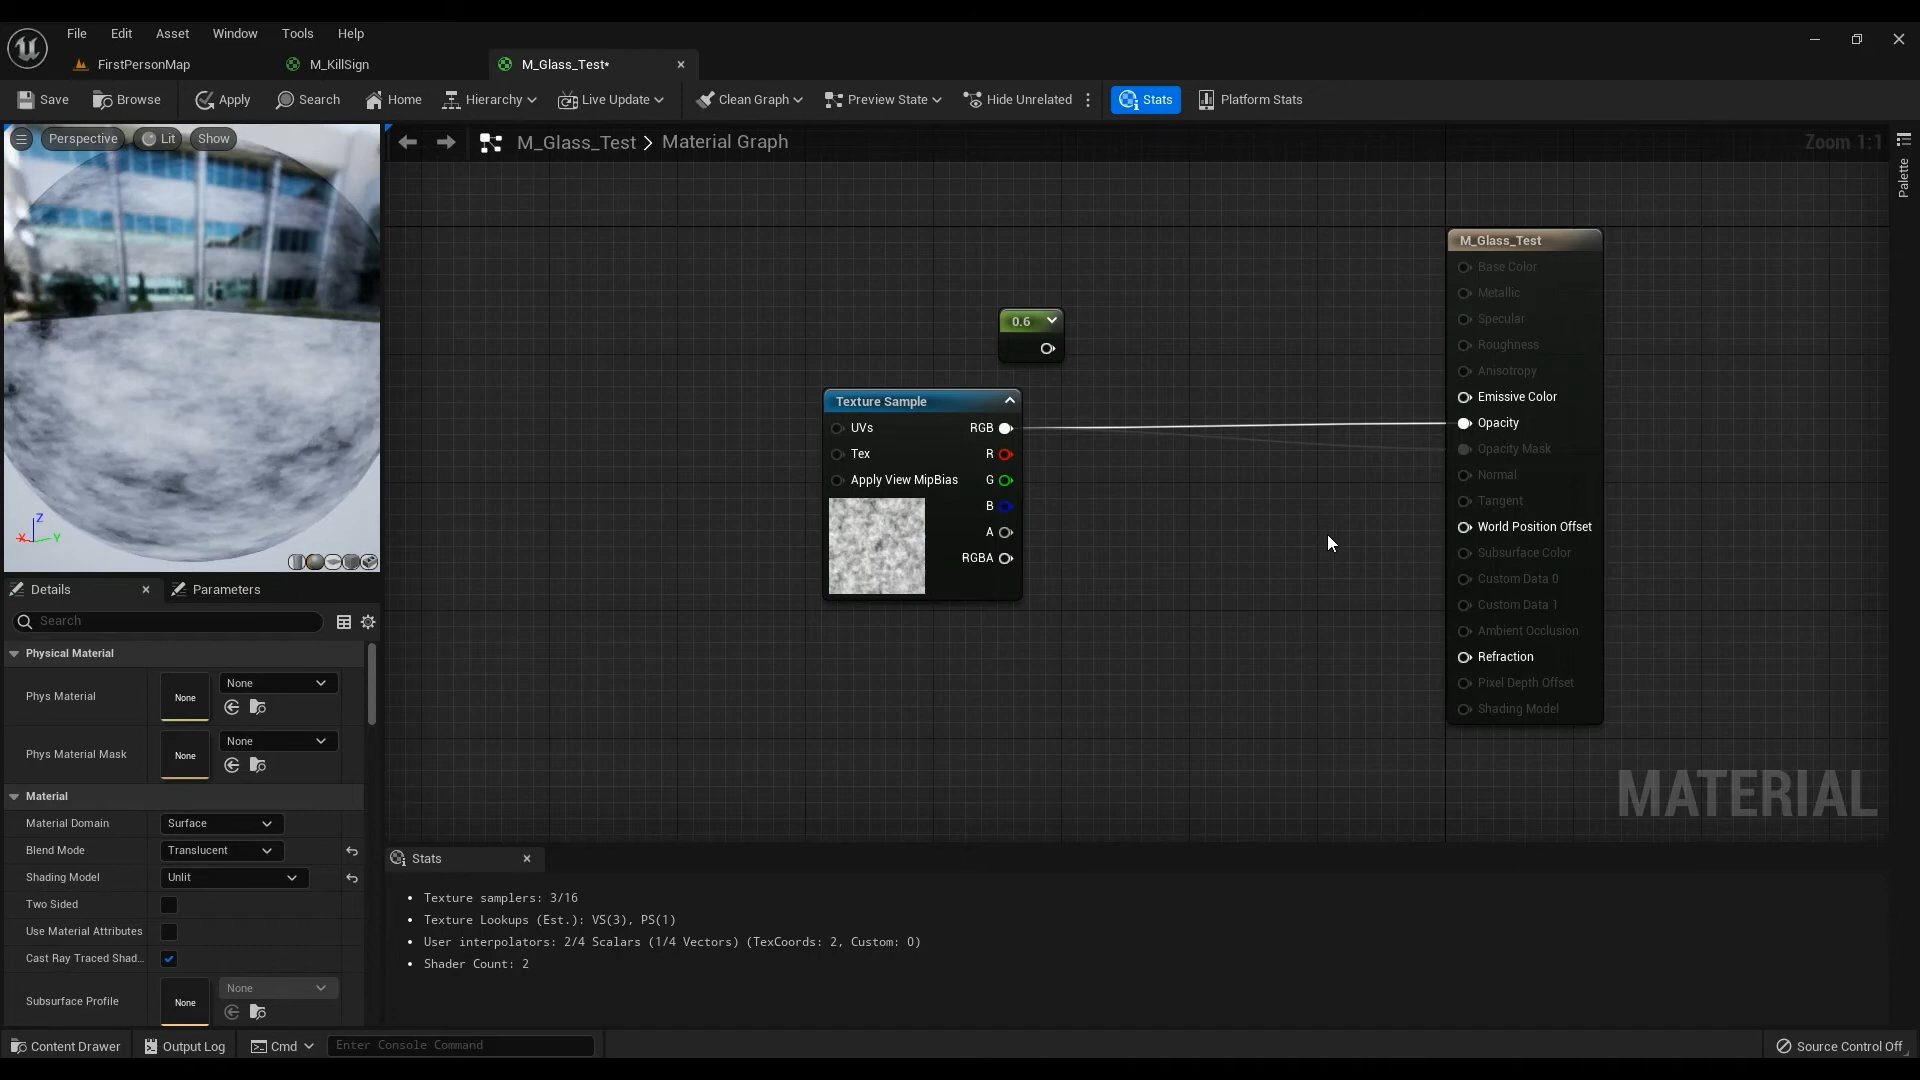 File Edit Asset Window Tools Help
FirstPersonMap M_KillSign M_Glass_Test*
Save Browse Apply Search Home Hierarchy Live Update Clean Graph Preview State Hide Unrelated Stats Platform Stats
Perspective Lit Show
M_Glass_Test > Material Graph
Zoom 1:1
Palette
M_Glass_Test
Base Color
Metallic
Specular
Roughness
Anisotropy
Emissive Color
Opacity
Opacity Mask
Normal
Tangent
World Position Offset
Subsurface Color
Custom Data 0
Custom Data 1
Ambient Occlusion
Refraction
Pixel Depth Offset
Shading Model
0.6
Texture Sample
UVs RGB
Tex R
Apply View MipBias G
B
A
RGBA
X Y Z
MATERIAL
Details Parameters
Search
Physical Material
Phys Material None None
Phys Material Mask None None
Material
Material Domain Surface
Blend Mode Translucent
Shading Model Unlit
Two Sided
Use Material Attributes
Cast Ray Traced Shad...
Subsurface Profile None None
Stats
• Texture samplers: 3/16
• Texture Lookups (Est.): VS(3), PS(1)
• User interpolators: 2/4 Scalars (1/4 Vectors) (TexCoords: 2, Custom: 0)
• Shader Count: 2
Content Drawer Output Log Cmd Enter Console Command Source Control Off